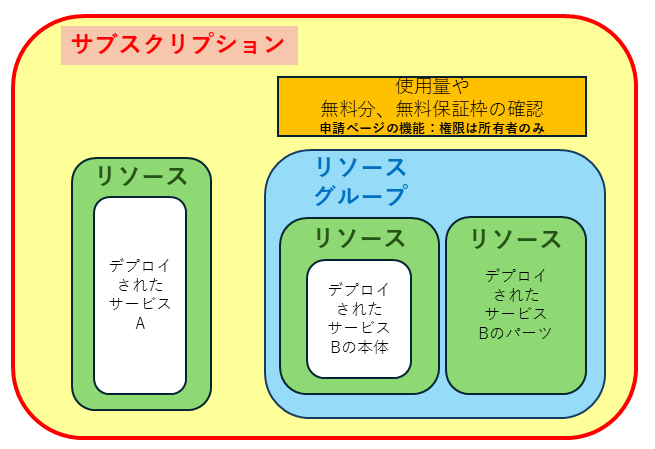 サブスクリプション
使用量や
無料分、無料保証枠の確認
申請ページの機能：権限は所有者のみ
リソース
デプロイ
された
サービス
A
リソース
グループ
リソース
デプロイ
された
サービス
Bの本体
リソース
デプロイ
された
サービス
Bのパーツ